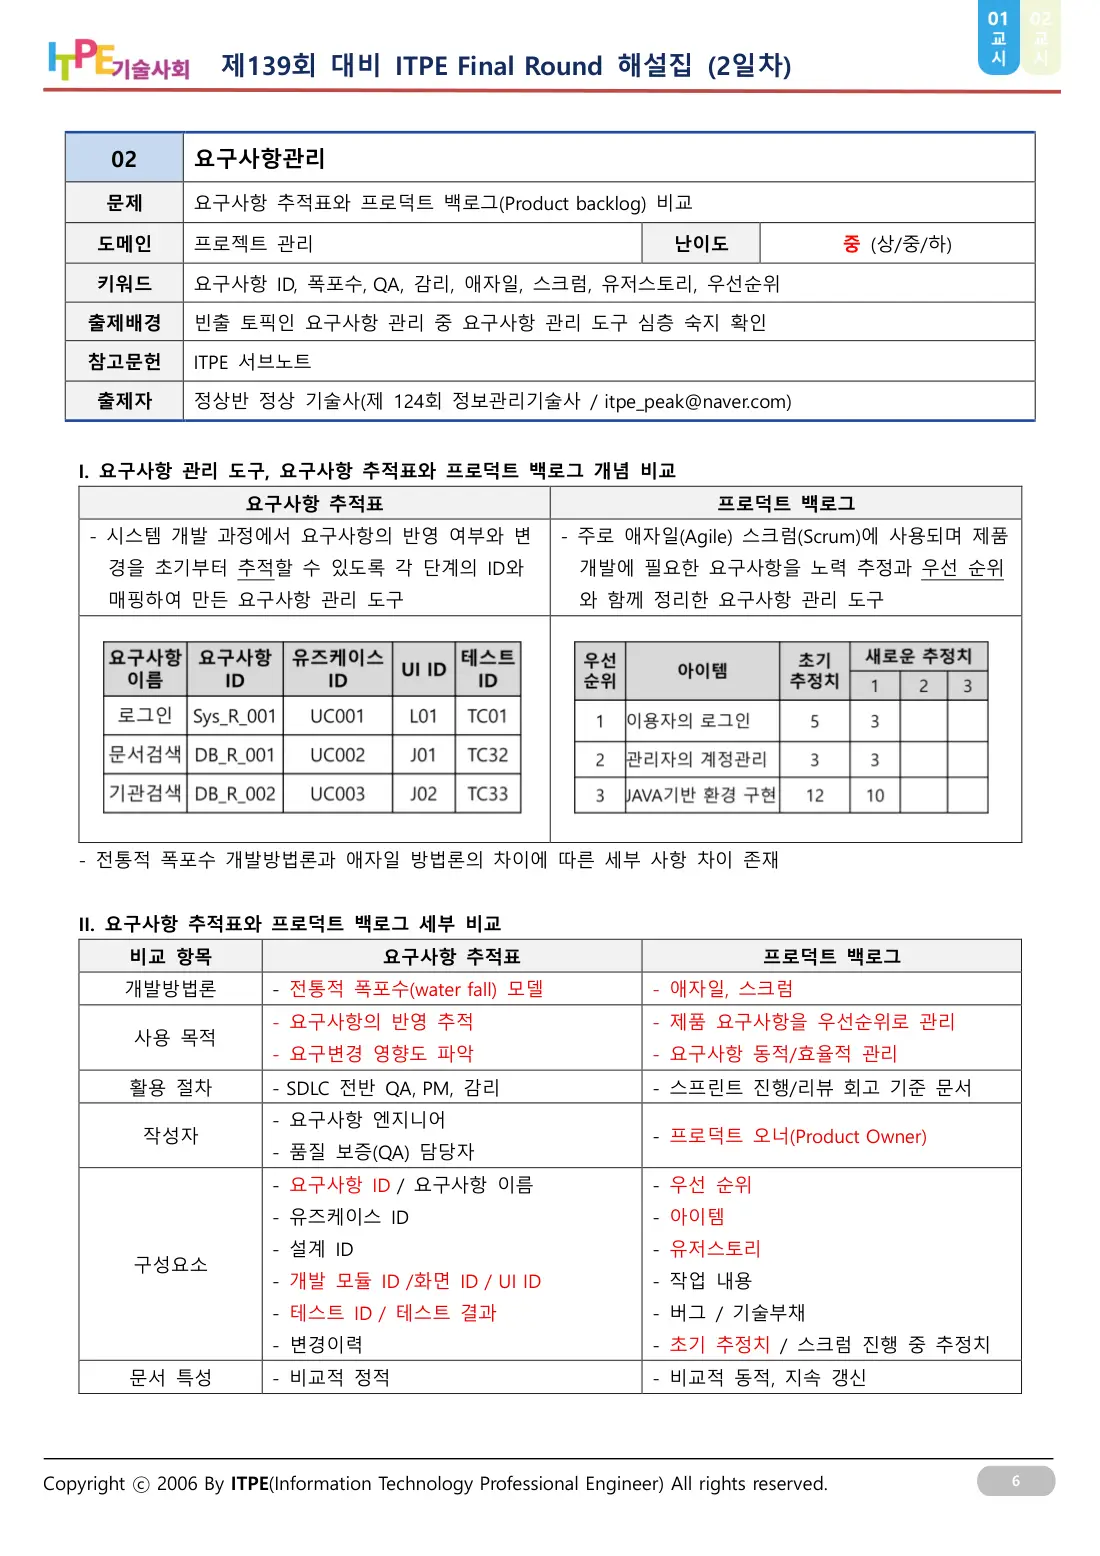 ITPE기술사회 제139회 대비 ITPE Final Round 해설집 (2일차)
01 교시
02 교시
02 요구사항관리
문제 요구사항 추적표와 프로덕트 백로그(Product backlog) 비교
도메인 프로젝트 관리 난이도 중 (상/중/하)
키워드 요구사항 ID, 폭포수, QA, 감리, 애자일, 스크럼, 유저스토리, 우선순위
출제배경 빈출 토픽인 요구사항 관리 중 요구사항 관리 도구 심층 숙지 확인
참고문헌 ITPE 서브노트
출제자 정상반 정상 기술사(제 124회 정보관리기술사 / itpe_peak@naver.com)
I. 요구사항 관리 도구, 요구사항 추적표와 프로덕트 백로그 개념 비교
요구사항 추적표
- 시스템 개발 과정에서 요구사항의 반영 여부와 변
경을 초기부터 추적할 수 있도록 각 단계의 ID와
매핑하여 만든 요구사항 관리 도구
요구사항 이름 요구사항 ID 유즈케이스 ID UI ID 테스트 ID
로그인 Sys_R_001 UC001 L01 TC01
문서검색 DB_R_001 UC002 J01 TC32
기관검색 DB_R_002 UC003 J02 TC33
프로덕트 백로그
- 주로 애자일(Agile) 스크럼(Scrum)에 사용되며 제품
개발에 필요한 요구사항을 노력 추정과 우선 순위
와 함께 정리한 요구사항 관리 도구
우선 순위 아이템 초기 추정치 새로운 추정치
1 2 3
1 이용자의 로그인 5 3
2 관리자의 계정관리 3 3
3 JAVA기반 환경 구현 12 10
- 전통적 폭포수 개발방법론과 애자일 방법론의 차이에 따른 세부 사항 차이 존재
II. 요구사항 추적표와 프로덕트 백로그 세부 비교
비교 항목 요구사항 추적표 프로덕트 백로그
개발방법론 - 전통적 폭포수(water fall) 모델 - 애자일, 스크럼
사용 목적
- 요구사항의 반영 추적
- 요구변경 영향도 파악
- 제품 요구사항을 우선순위로 관리
- 요구사항 동적/효율적 관리
활용 절차 - SDLC 전반 QA, PM, 감리 - 스프린트 진행/리뷰 회고 기준 문서
작성자
- 요구사항 엔지니어
- 품질 보증(QA) 담당자
- 프로덕트 오너(Product Owner)
구성요소
- 요구사항 ID / 요구사항 이름
- 유즈케이스 ID
- 설계 ID
- 개발 모듈 ID /화면 ID / UI ID
- 테스트 ID / 테스트 결과
- 변경이력
- 우선 순위
- 아이템
- 유저스토리
- 작업 내용
- 버그 / 기술부채
- 초기 추정치 / 스크럼 진행 중 추정치
문서 특성 - 비교적 정적 - 비교적 동적, 지속 갱신
Copyright ⓒ 2006 By ITPE(Information Technology Professional Engineer) All rights reserved.
6